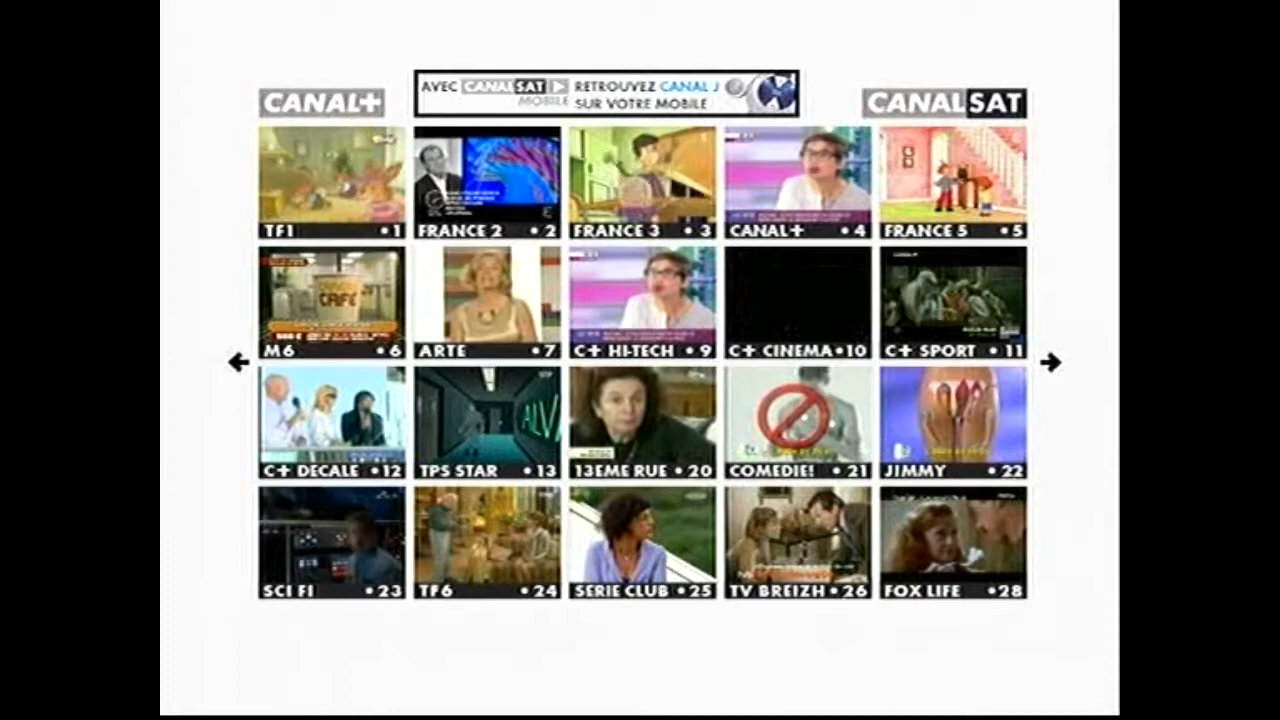 AVEC CANALSAT RETROUVEZ CANAL J
MOBILE SUR VOTRE MOBILE
CANAL+
CANALSAT
TF1 • 1
FRANCE 2 • 2
FRANCE 3 • 3
CANAL+ • 4
FRANCE 5 • 5
CAFE
M6 • 6
ARTE • 7
C+ HI-TECH • 9
C+ CINEMA • 10
C+ SPORT • 11
ALVA
C+ DECALE • 12
TPS STAR • 13
13EME RUE • 20
COMEDIE! • 21
JIMMY • 22
SCI FI • 23
TF6 • 24
SERIE CLUB • 25
TV BREIZH • 26
FOX LIFE • 28